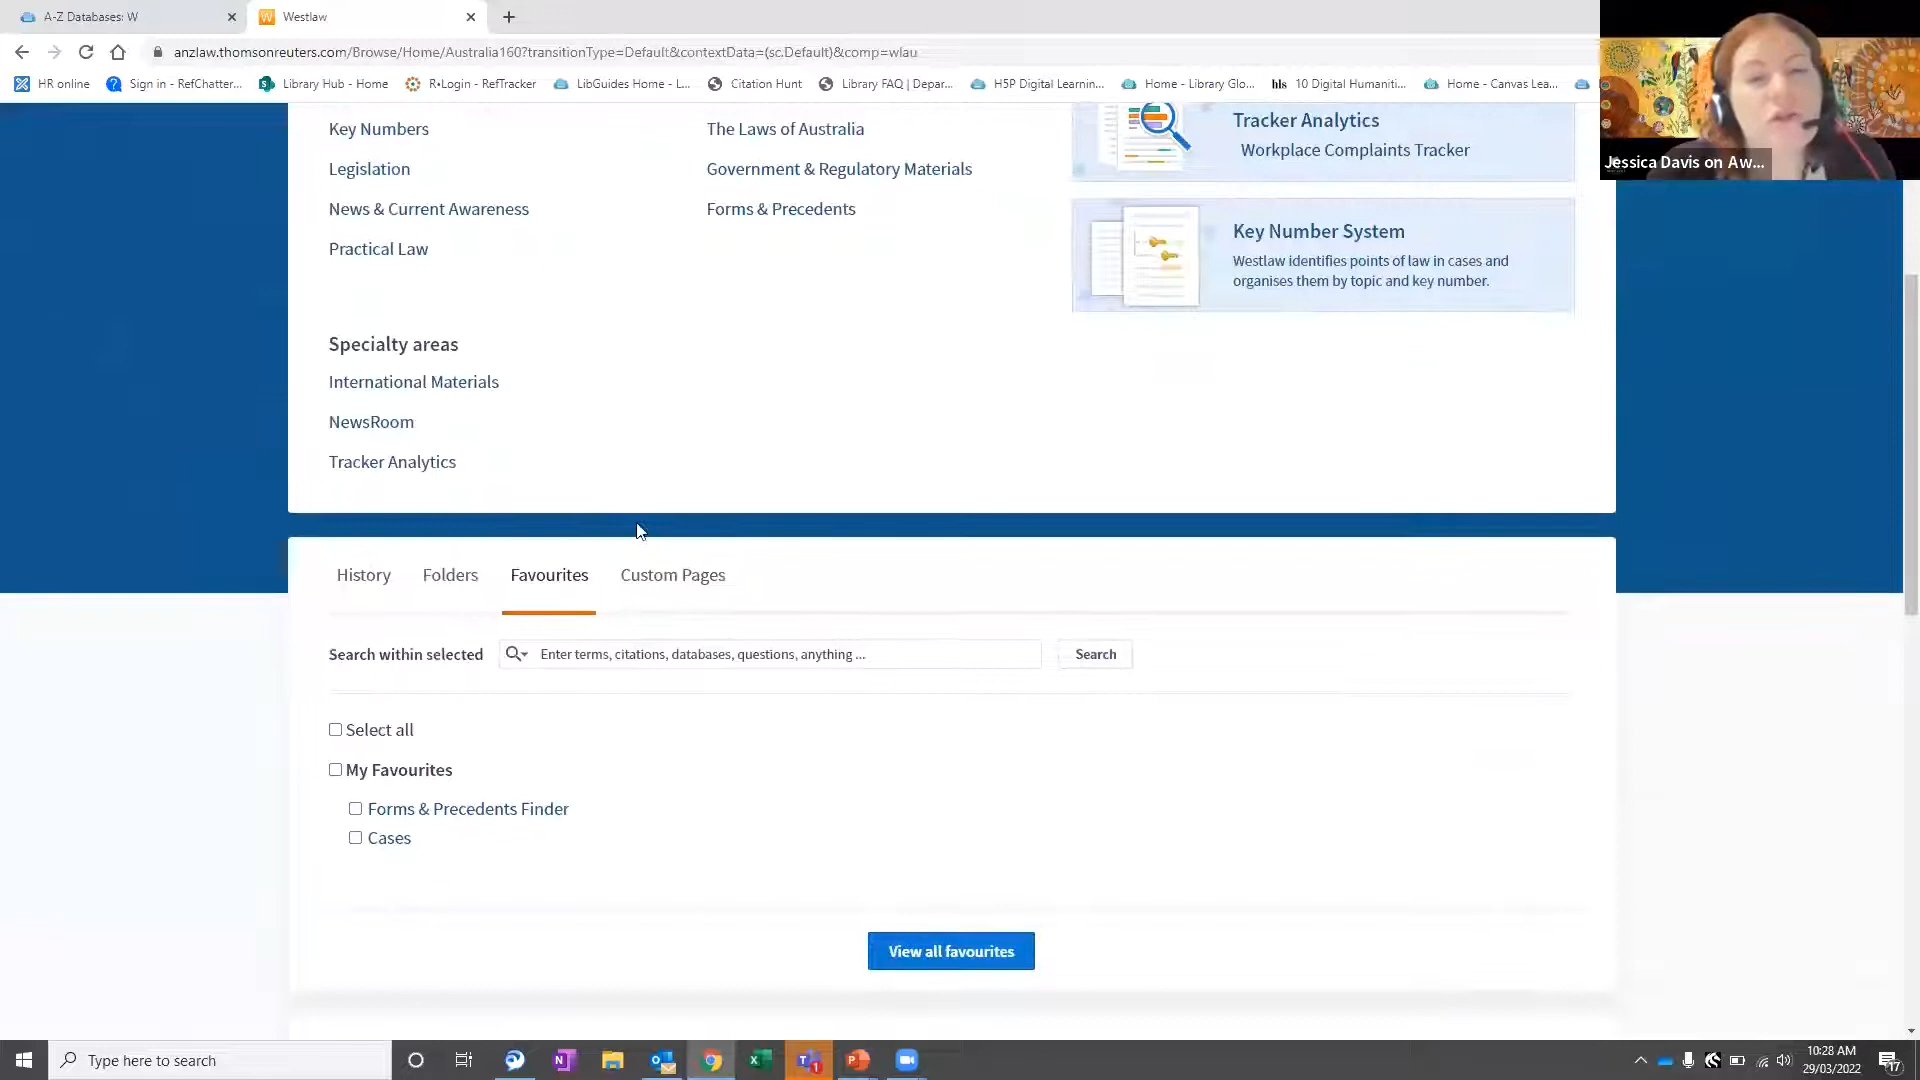 A-Z Databases: W
Westlaw
anzlaw.thomsonreuters.com/Browse/Home/Australia160?transitionType=Default&contextData=(sc.Default)&comp=wlau
HR online
Sign in - RefChatter...
Library Hub - Home
R•Login - RefTracker
LibGuides Home - L...
Citation Hunt
Library FAQ | Depar...
H5P Digital Learnin...
Home - Library Glo...
hls 10 Digital Humaniti...
Home - Canvas Lea...
Jessica Davis on Aw...
Key Numbers
The Laws of Australia
Tracker Analytics
Workplace Complaints Tracker
Legislation
Government & Regulatory Materials
News & Current Awareness
Forms & Precedents
Practical Law
Key Number System
Westlaw identifies points of law in cases and
organises them by topic and key number.
Specialty areas
International Materials
NewsRoom
Tracker Analytics
History
Folders
Favourites
Custom Pages
Search within selected
Enter terms, citations, databases, questions, anything ...
Search
Select all
My Favourites
Forms & Precedents Finder
Cases
View all favourites
Type here to search
10:28 AM
29/03/2022
17